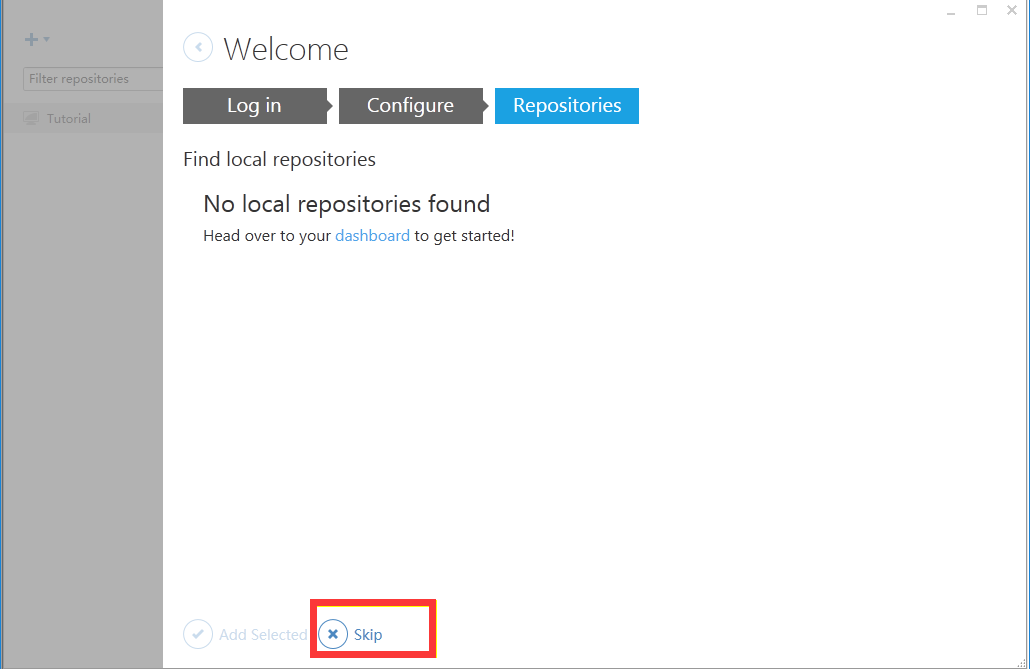 Welcome
Filter repositories
Tutorial
Log in
Configure
Repositories
Find local repositories
No local repositories found
Head over to your dashboard to get started!
Add Selected
Skip